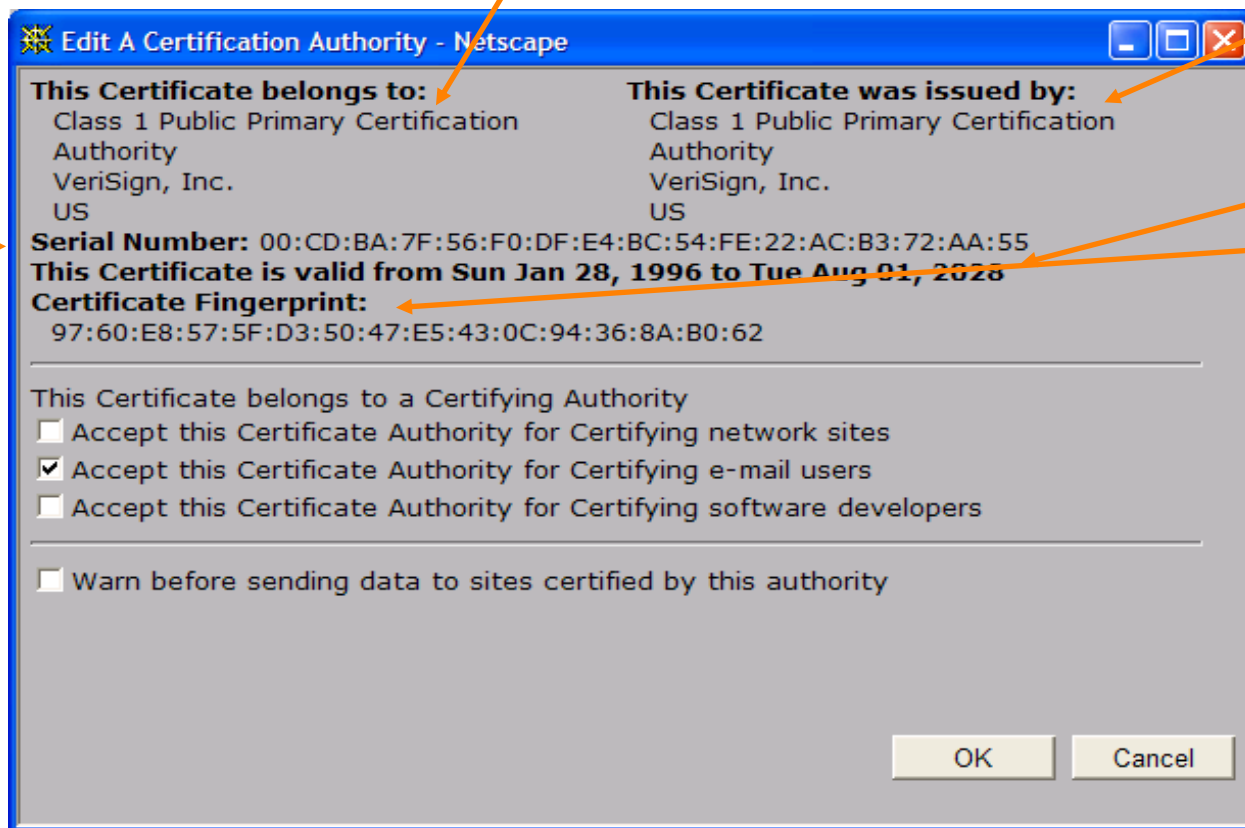 Edit A Certification Authority - Netscape
This Certificate belongs to:
Class 1 Public Primary Certification
Authority
VeriSign, Inc.
US
This Certificate was issued by:
Class 1 Public Primary Certification
Authority
VeriSign, Inc.
US
Serial Number: 00:CD:BA:7F:56:F0:DF:E4:BC:54:FE:22:AC:B3:72:AA:55
This Certificate is valid from Sun Jan 28, 1996 to Tue Aug 01, 2028
Certificate Fingerprint:
97:60:E8:57:5F:D3:50:47:E5:43:0C:94:36:8A:B0:62
This Certificate belongs to a Certifying Authority
Accept this Certificate Authority for Certifying network sites
Accept this Certificate Authority for Certifying e-mail users
Accept this Certificate Authority for Certifying software developers
Warn before sending data to sites certified by this authority
OK
Cancel